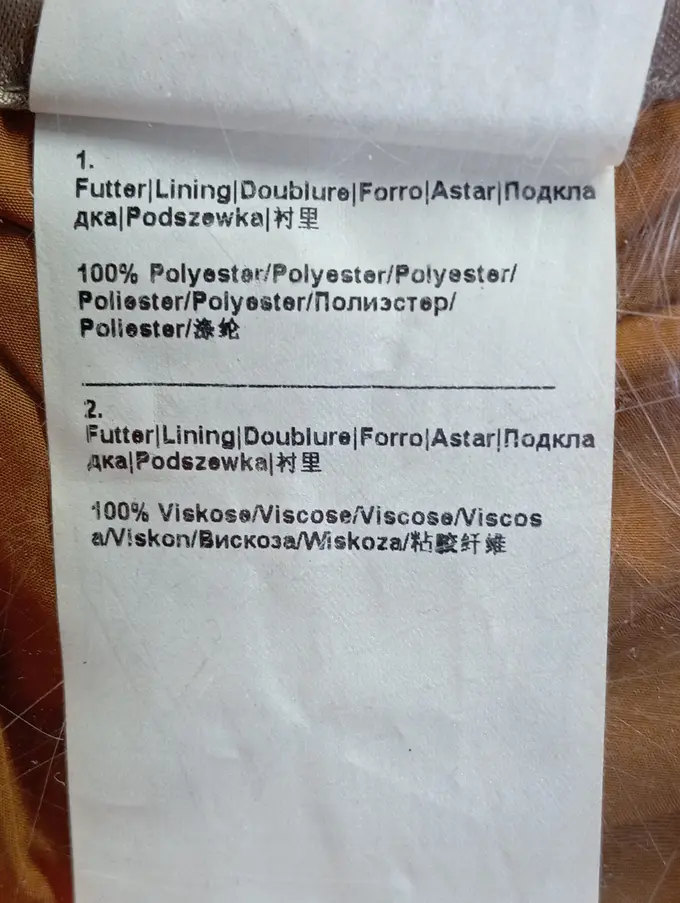 1.
Futter|Lining|Doublure|Forro|Astar|Подкла
дка|Podszewka|衬里
100% Polyester/Polyester/Polyester/
Poliester/Polyester/Полиэстер/
Poliester/涤纶
2.
Futter|Lining|Doublure|Forro|Astar|Подкла
дка|Podszewka|衬里
100% Viskose/Viscose/Viscose/Viscos
a/Viskon/Вискоза/Wiskoza/粘胶纤维